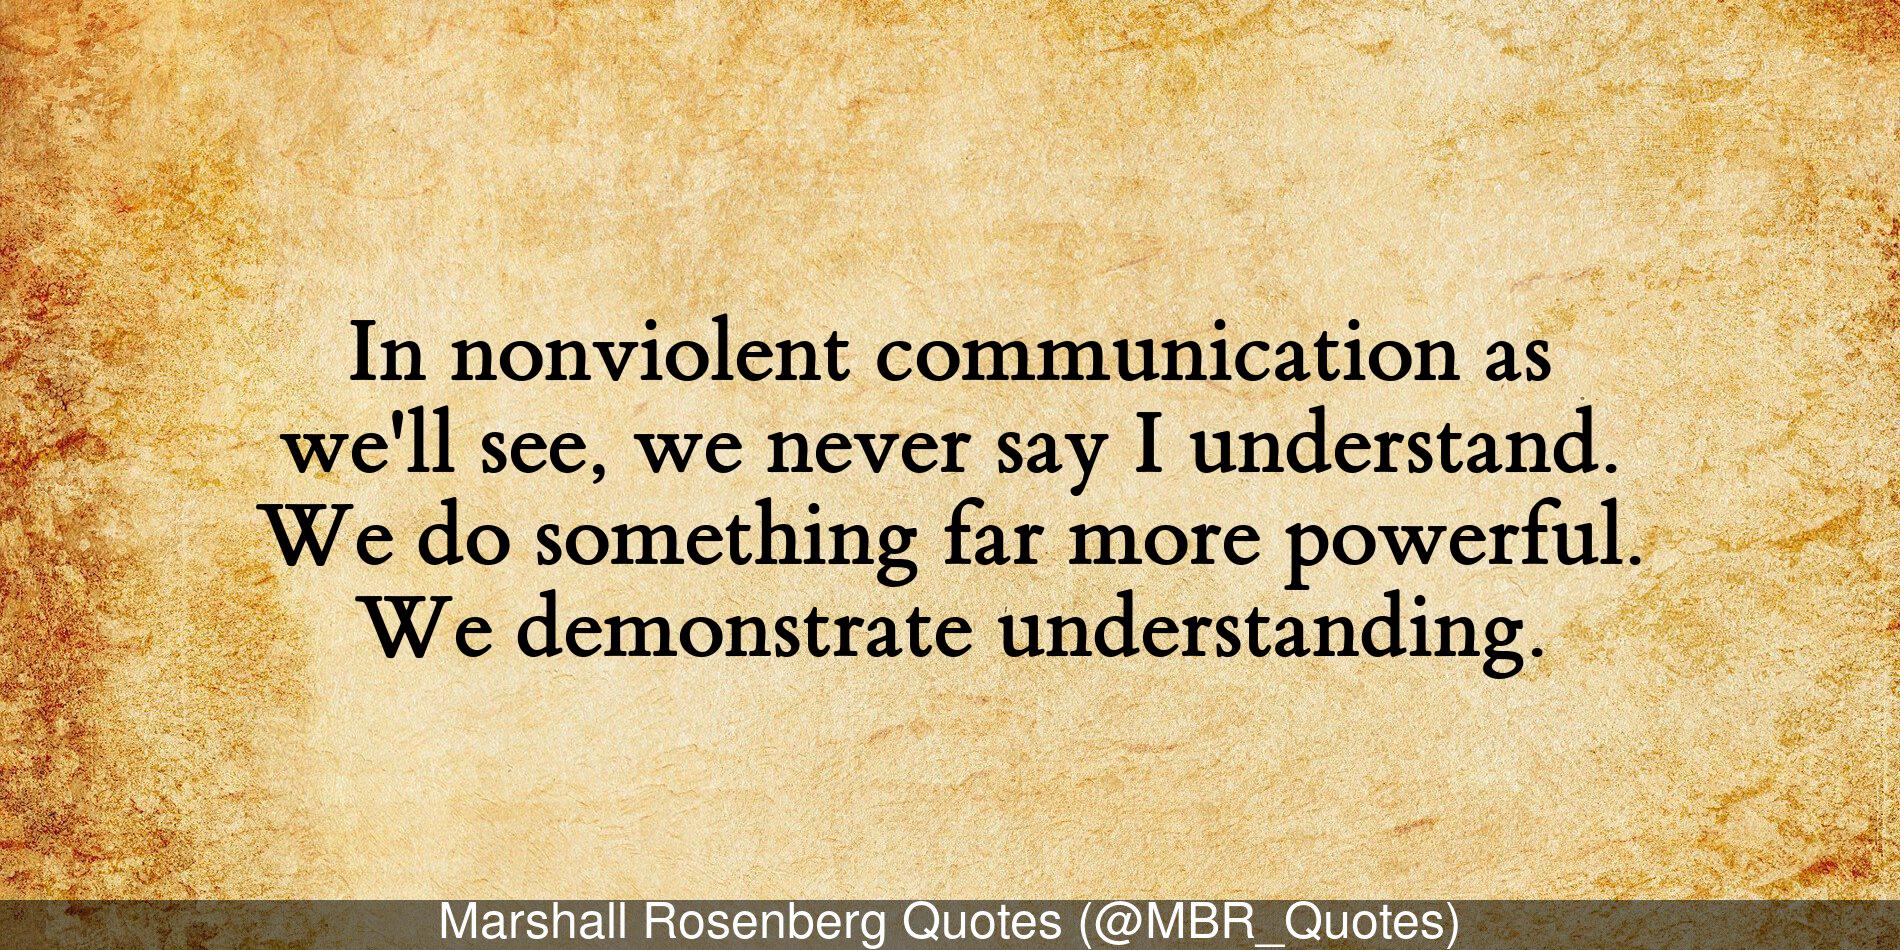 In nonviolent communication as
we'll see, we never say I understand.
We do something far more powerful.
We demonstrate understanding.
Marshall Rosenberg Quotes (@MBR_Quotes)